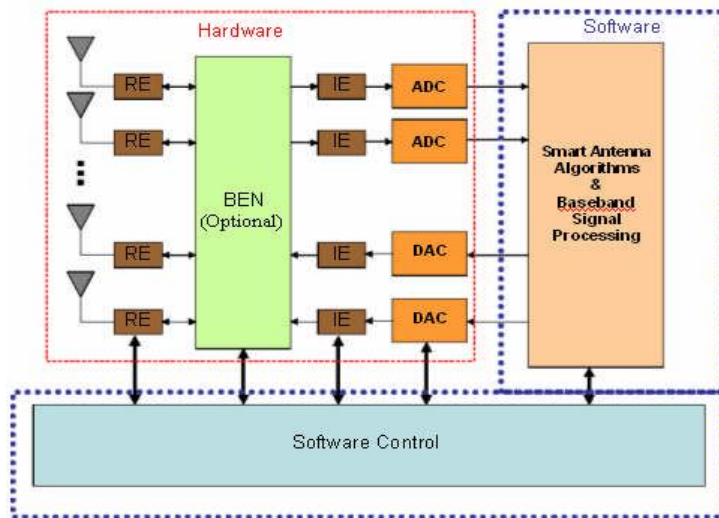 Hardware
Software
RE
IE
ADC
RE
IE
ADC
BEN
(Optional)
Smart Antenna
Algorithms
&
Baseband
Signal
Processing
RE
IE
DAC
RE
IE
DAC
Software Control